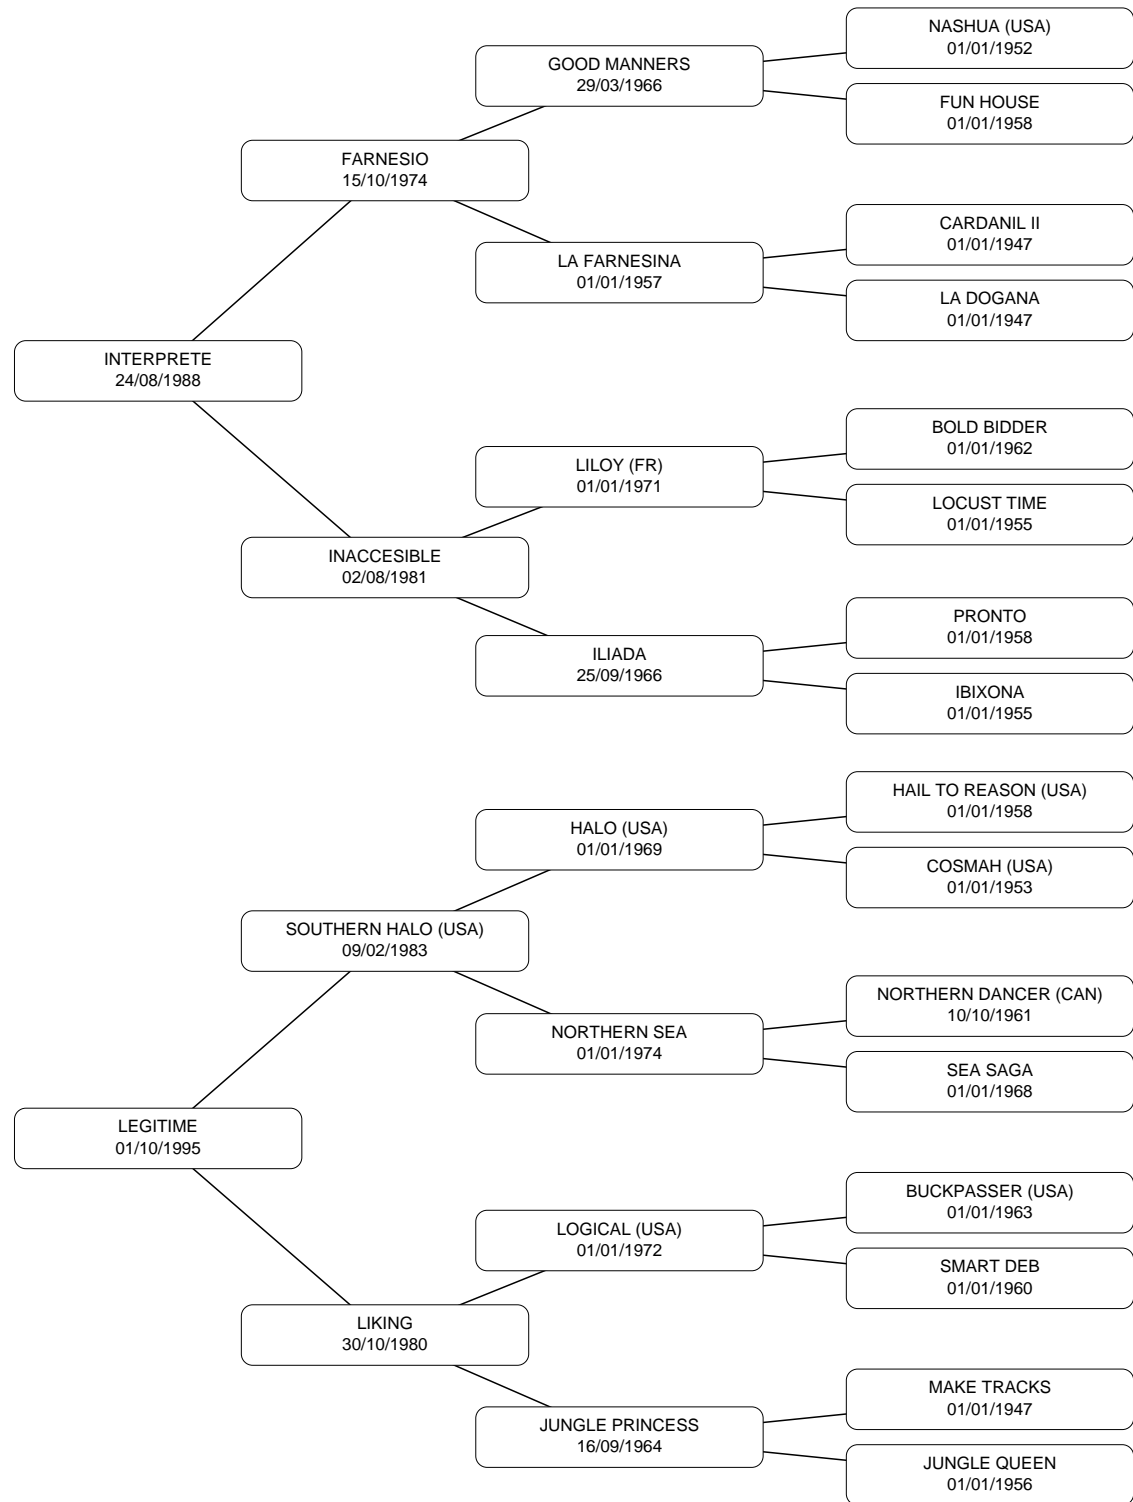 NASHUA (USA)
01/01/1952
GOOD MANNERS
29/03/1966
FUN HOUSE
01/01/1958
FARNESIO
15/10/1974
CARDANIL II
01/01/1947
LA FARNESINA
01/01/1957
LA DOGANA
01/01/1947
INTERPRETE
24/08/1988
BOLD BIDDER
01/01/1962
LILOY (FR)
01/01/1971
LOCUST TIME
01/01/1955
INACCESIBLE
02/08/1981
PRONTO
01/01/1958
ILIADA
25/09/1966
IBIXONA
01/01/1955
HAIL TO REASON (USA)
01/01/1958
HALO (USA)
01/01/1969
COSMAH (USA)
01/01/1953
SOUTHERN HALO (USA)
09/02/1983
NORTHERN DANCER (CAN)
10/10/1961
NORTHERN SEA
01/01/1974
SEA SAGA
01/01/1968
LEGITIME
01/10/1995
BUCKPASSER (USA)
01/01/1963
LOGICAL (USA)
01/01/1972
SMART DEB
01/01/1960
LIKING
30/10/1980
MAKE TRACKS
01/01/1947
JUNGLE PRINCESS
16/09/1964
JUNGLE QUEEN
01/01/1956